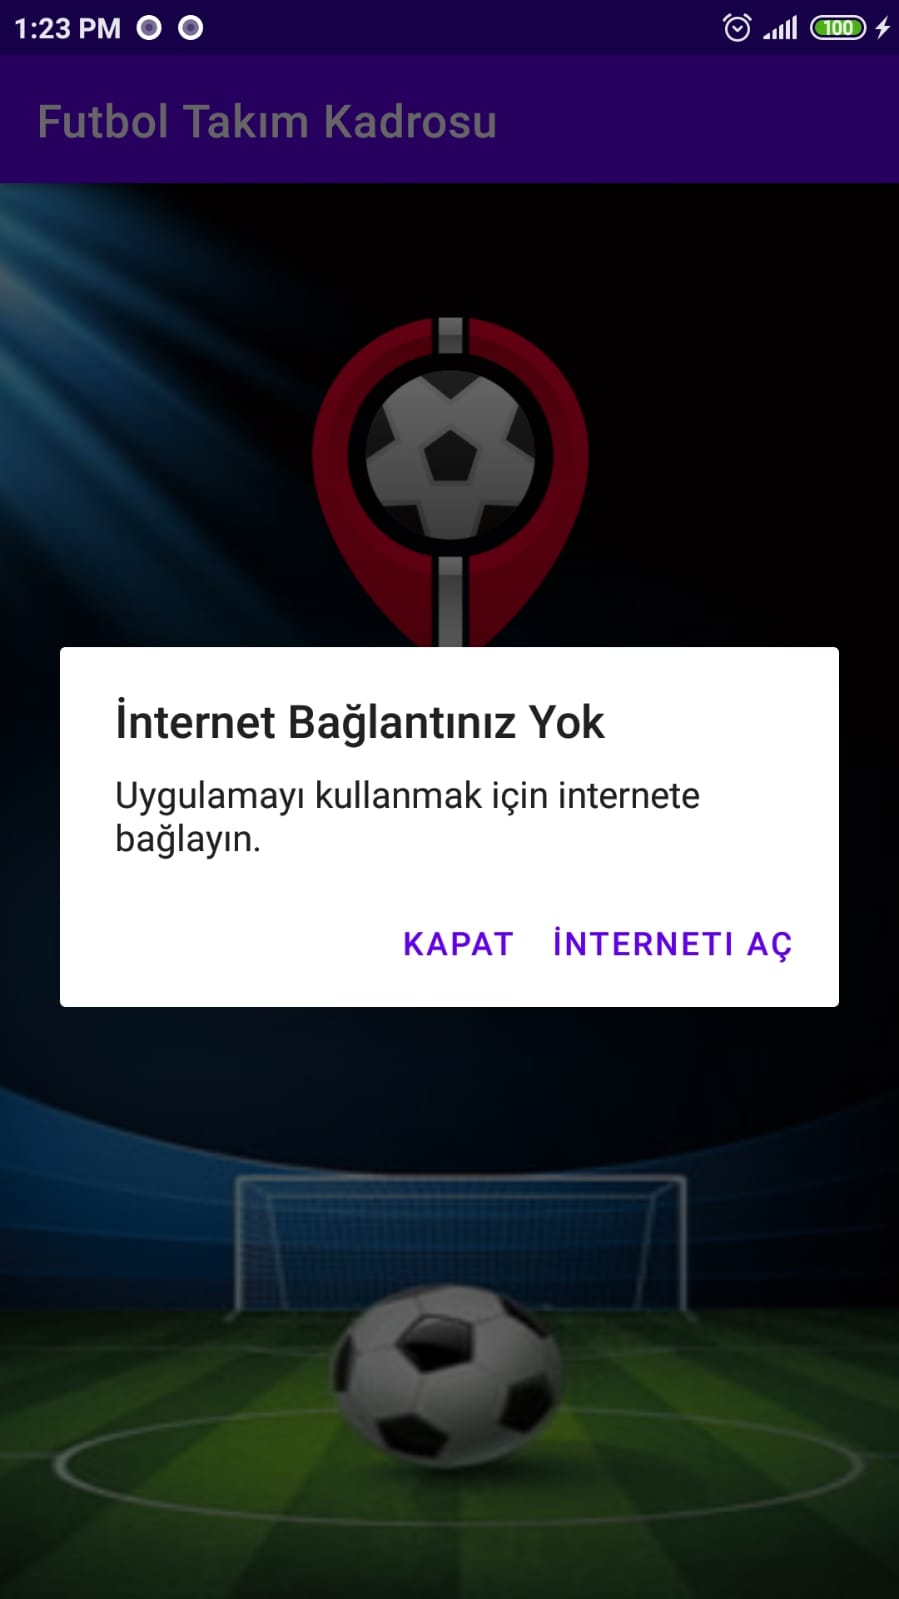 1:23 PM
100
Futbol Takım Kadrosu
İnternet Bağlantınız Yok
Uygulamayı kullanmak için internete
bağlayın.
KAPAT İNTERNETI AÇ